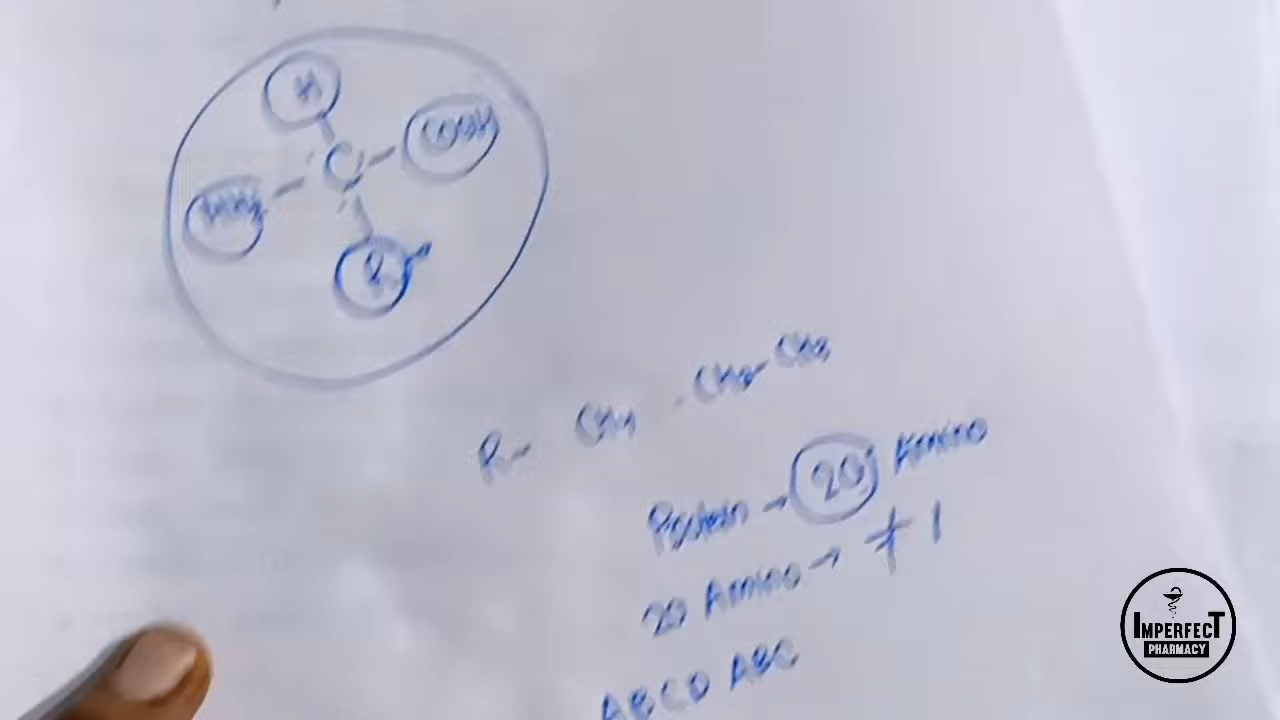 H
C
COOH
NH2
R
R- CH3 - CH2 - CH3
Protein → 20 Amino
20 Amino → ≠ 1
ABCD ABC
IMPERFECT
PHARMACY